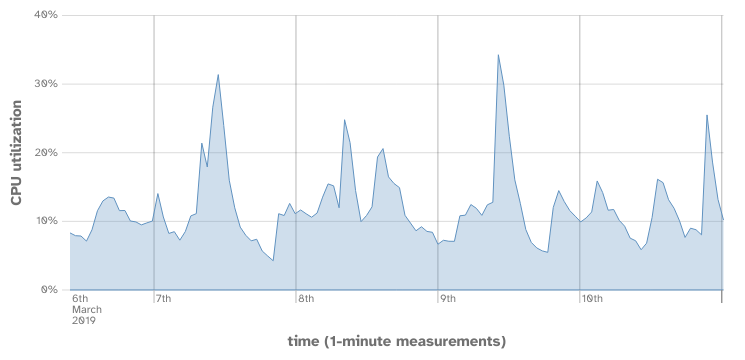 40%
30%
20%
10%
0%
CPU utilization
6th
March
2019
7th
8th
9th
10th
time (1-minute measurements)